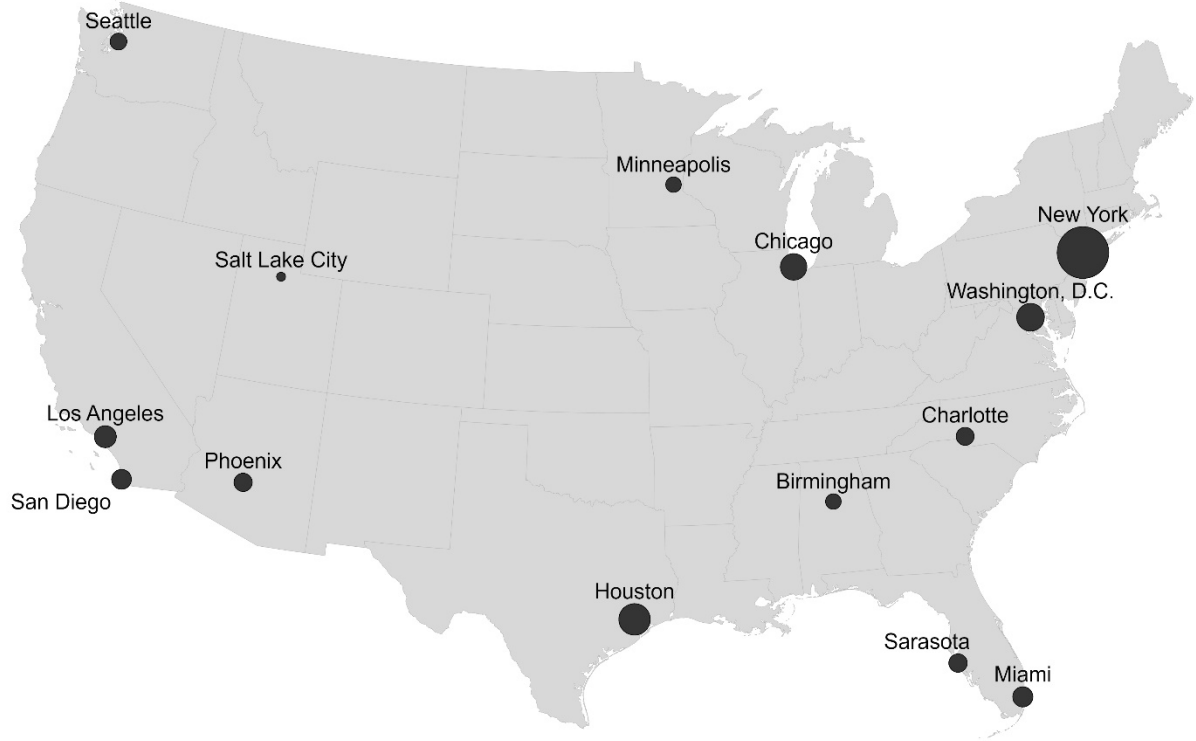 Seattle
Minneapolis
New York
Chicago
Salt Lake City
Washington, D.C.
Los Angeles
Charlotte
Phoenix
Birmingham
San Diego
Houston
Sarasota
Miami